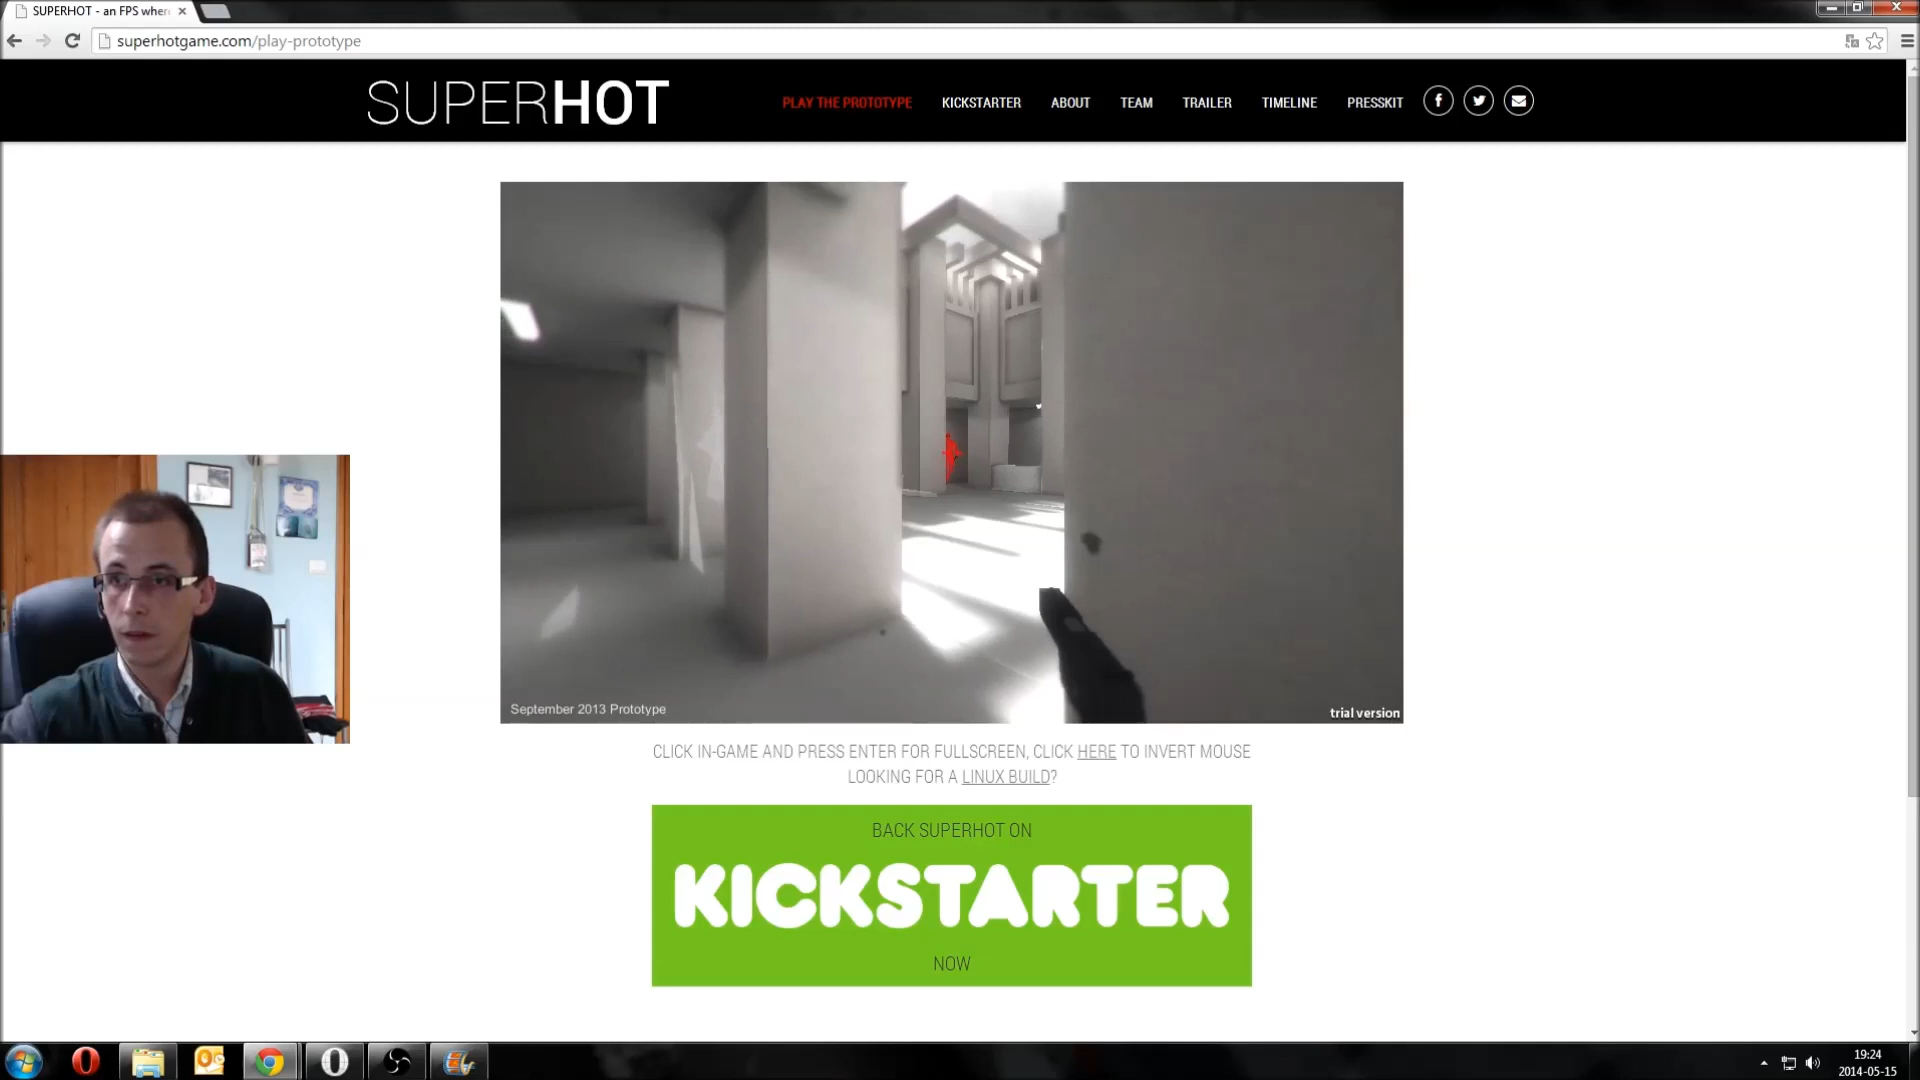 SUPERHOT - an FPS wher
superhotgame.com/play-prototype
SUPERHOT
PLAY THE PROTOTYPE
KICKSTARTER
ABOUT
TEAM
TRAILER
TIMELINE
PRESSKIT
September 2013 Prototype
trial version
CLICK IN-GAME AND PRESS ENTER FOR FULLSCREEN, CLICK HERE TO INVERT MOUSE
LOOKING FOR A LINUX BUILD?
BACK SUPERHOT ON
KICKSTARTER
NOW
19:24
2014-05-15